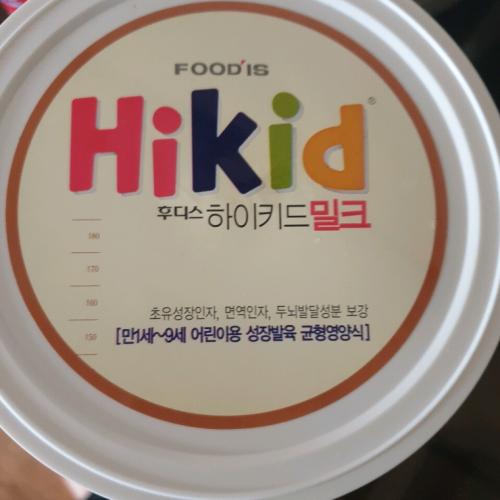 FOOD'IS
Hikid®
후디스 하이키드밀크
180
170
160
150
초유성장인자, 면역인자, 두뇌발달성분 보강
[만1세~9세 어린이용 성장발육 균형영양식]